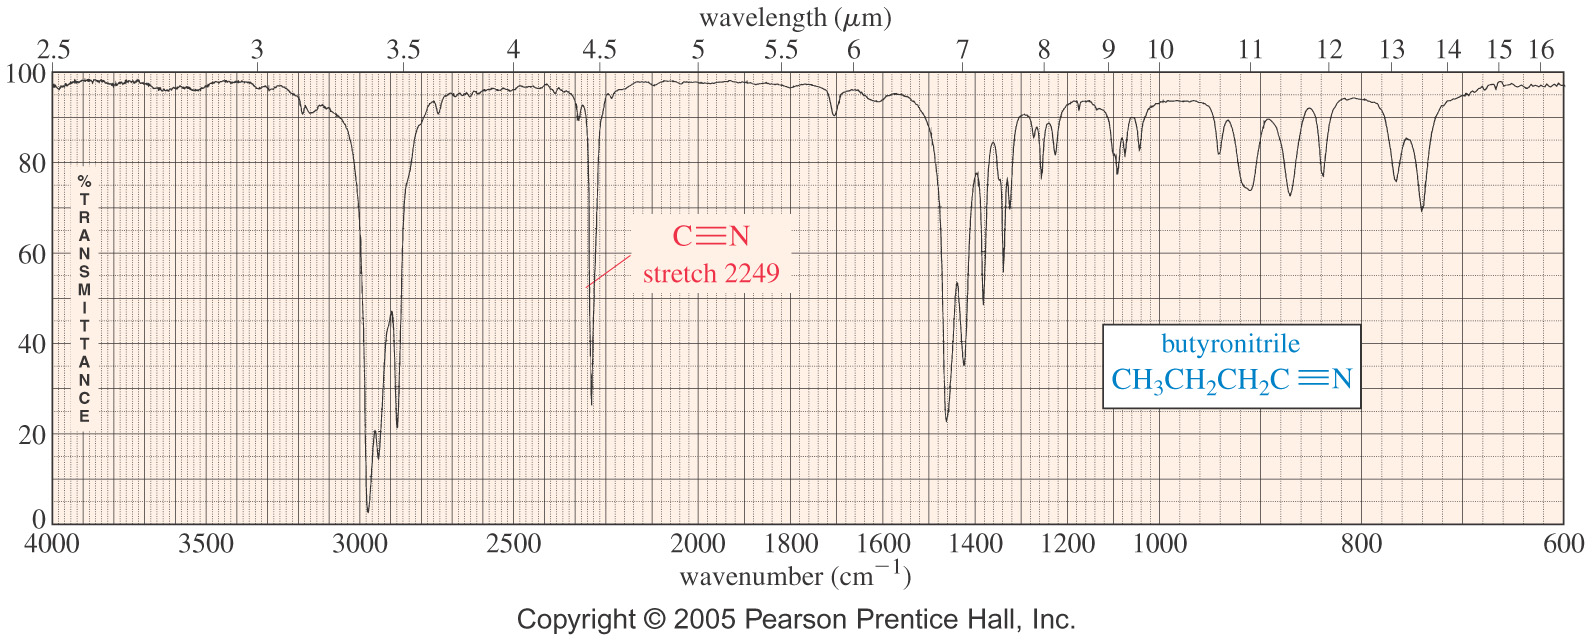 wavelength (μm)
2.5 3 3.5 4 4.5 5 5.5 6 7 8 9 10 11 12 13 14 15 16
100
80
60
40
20
0
%
T
R
A
N
S
M
I
T
T
A
N
C
E
C≡N
stretch 2249
butyronitrile
CH₃CH₂CH₂C≡N
4000 3500 3000 2500 2000 1800 1600 1400 1200 1000 800 600
wavenumber (cm⁻¹)
Copyright © 2005 Pearson Prentice Hall, Inc.